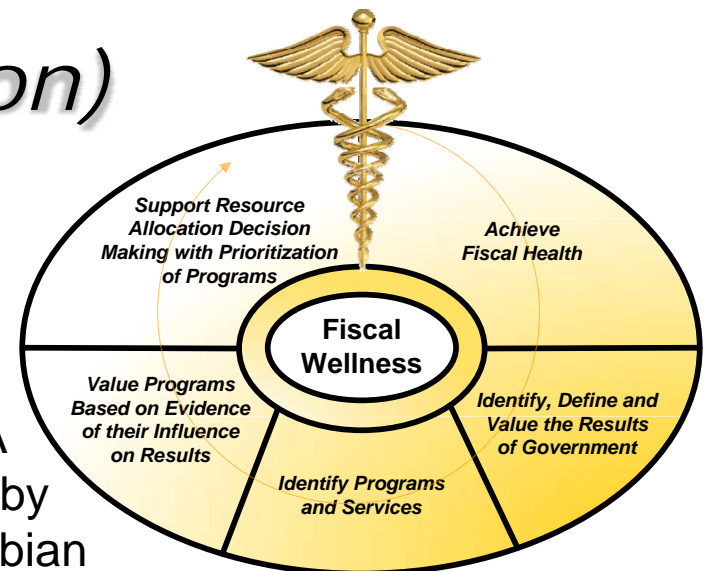 on)
Support Resource
Allocation Decision
Making with Prioritization
of Programs
Achieve
Fiscal Health
Fiscal
Wellness
Value Programs
Based on Evidence
of their Influence
on Results
Identify, Define and
Value the Results
of Government
Identify Programs
and Services
A
by
bian